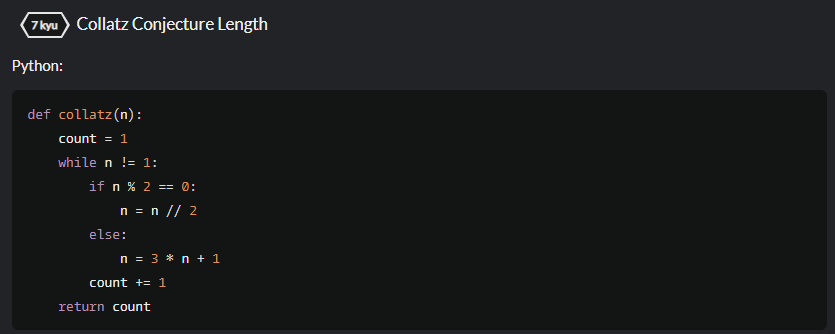 7 kyu Collatz Conjecture Length
Python:
def collatz(n):
    count = 1
    while n != 1:
        if n % 2 == 0:
            n = n // 2
        else:
            n = 3 * n + 1
        count += 1
    return count